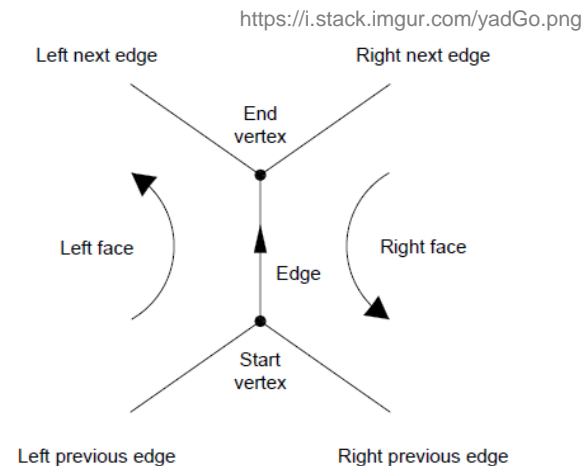 https://i.stack.imgur.com/yadGo.png
Left next edge
Right next edge
End
vertex
Left face
Right face
Edge
Start
vertex
Left previous edge
Right previous edge